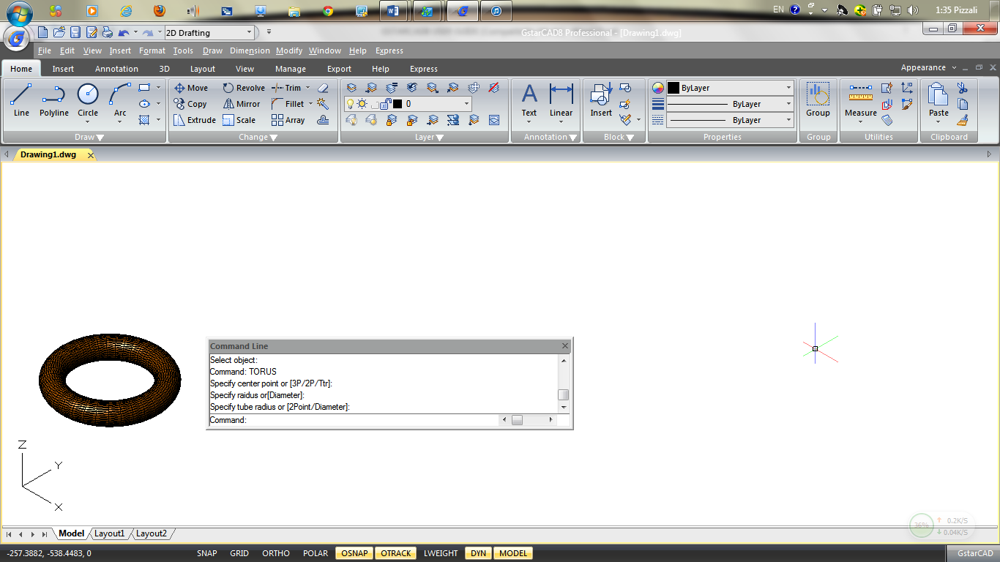 EN
1:35 Pizzali
2D Drafting
GstarCAD8 Professional - [Drawing1.dwg]
File Edit View Insert Format Tools Draw Dimension Modify Window Help Express
Home Insert Annotation 3D Layout View Manage Export Help Express
Appearance
Line Polyline Circle Arc
Move Revolve Trim
Copy Mirror Fillet
Extrude Scale Array
0
Text Linear
Insert
ByLayer
ByLayer
ByLayer
Group
Measure
Paste
Draw Change Layer Annotation Block Properties Group Utilities Clipboard
Drawing1.dwg
Command Line
Select object:
Command: TORUS
Specify center point or [3P/2P/Ttr]:
Specify raidus or[Diameter]:
Specify tube radius or [2Point/Diameter]:
Command:
Z
Y
X
36%
0.2K/S
0.04K/S
Model Layout1 Layout2
-257.3882, -538.4483, 0
SNAP GRID ORTHO POLAR OSNAP OTRACK LWEIGHT DYN MODEL
GstarCAD